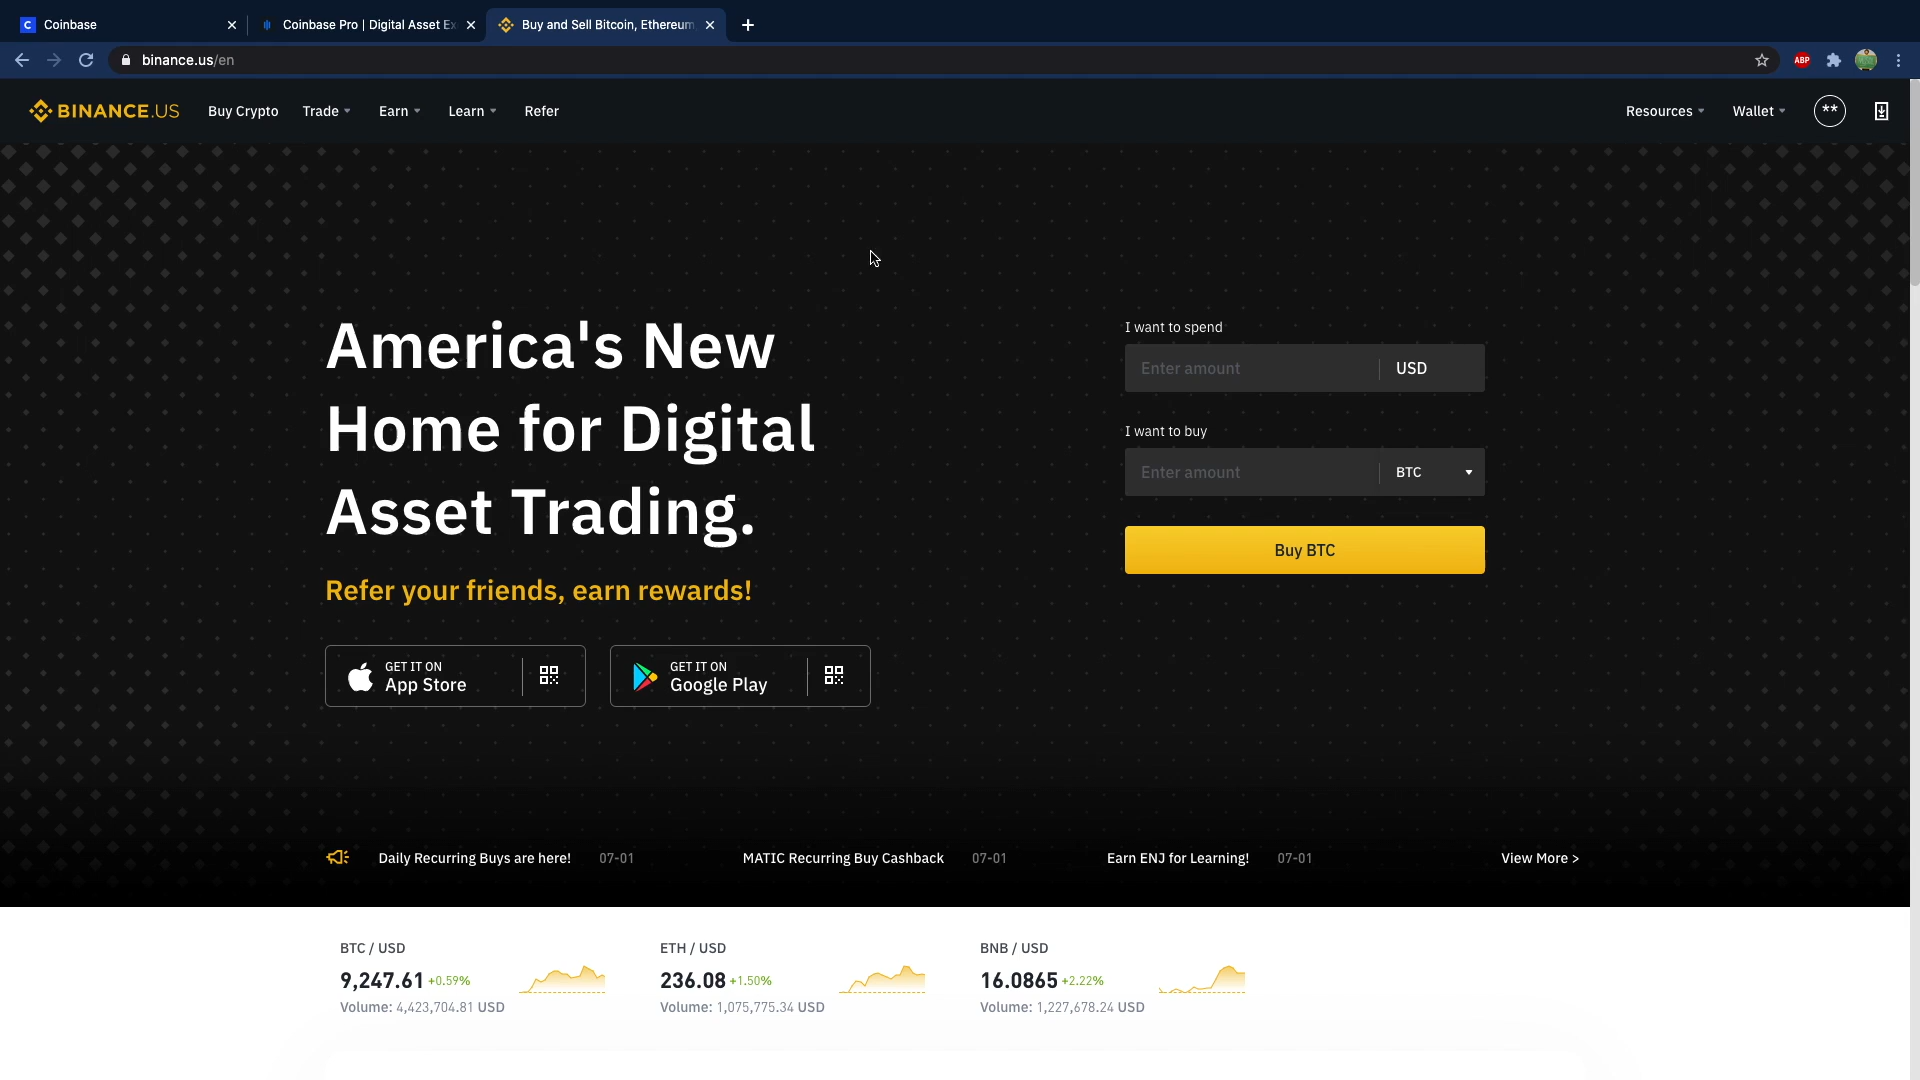 Coinbase
Coinbase Pro | Digital Asset Ex
Buy and Sell Bitcoin, Ethereum
binance.us/en
ABP
BINANCE.US
Buy Crypto
Trade
Earn
Learn
Refer
Resources
Wallet
**
America's New
Home for Digital
Asset Trading.
Refer your friends, earn rewards!
GET IT ON
App Store
GET IT ON
Google Play
I want to spend
Enter amount
USD
I want to buy
Enter amount
BTC
Buy BTC
Daily Recurring Buys are here! 07-01
MATIC Recurring Buy Cashback 07-01
Earn ENJ for Learning! 07-01
View More >
BTC / USD
9,247.61 +0.59%
Volume: 4,423,704.81 USD
ETH / USD
236.08 +1.50%
Volume: 1,075,775.34 USD
BNB / USD
16.0865 +2.22%
Volume: 1,227,678.24 USD